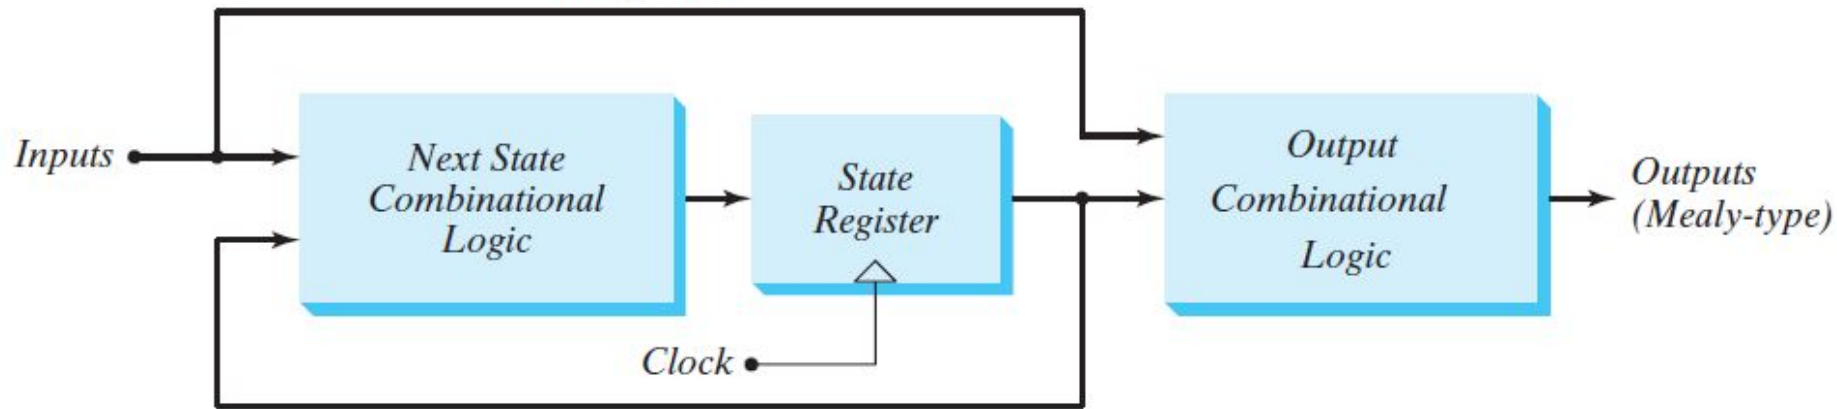 Inputs
Next State
Combinational
Logic
State
Register
Clock
Output
Combinational
Logic
Outputs
(Mealy-type)